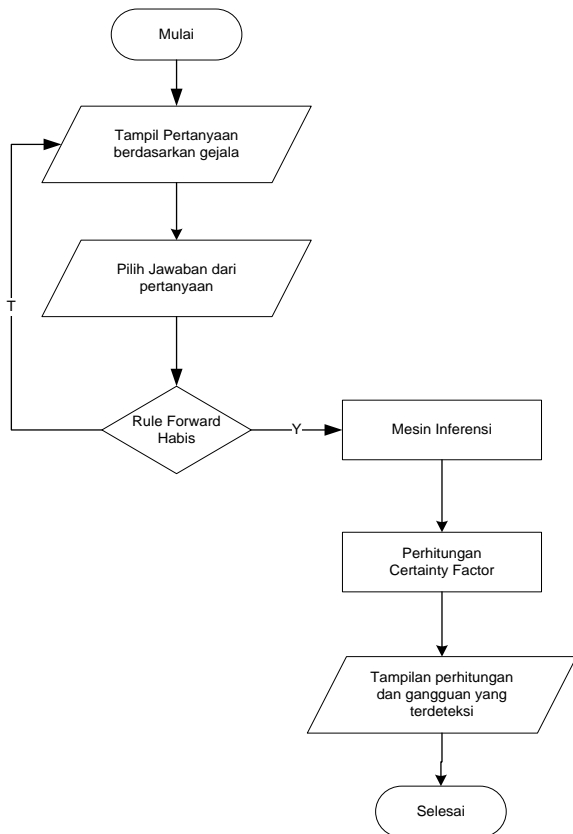 Mulai
Tampil Pertanyaan
berdasarkan gejala
Pilih Jawaban dari
pertanyaan
T
Rule Forward
Habis
Y
Mesin Inferensi
Perhitungan
Certainty Factor
Tampilan perhitungan
dan gangguan yang
terdeteksi
Selesai